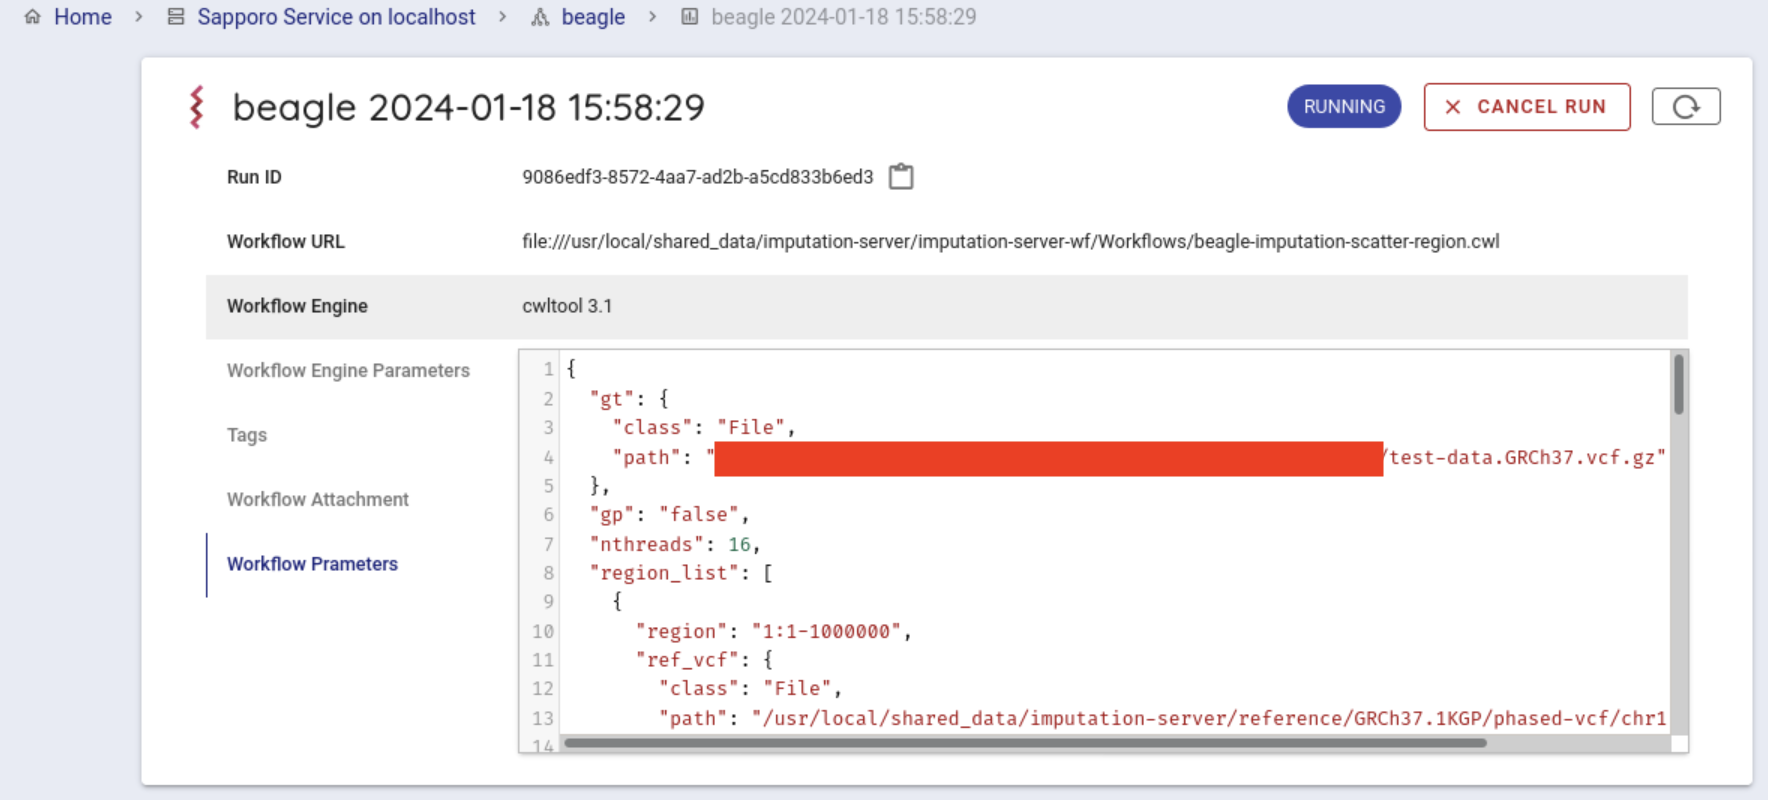 Home > Sapporo Service on localhost > beagle > beagle 2024-01-18 15:58:29
beagle 2024-01-18 15:58:29
RUNNING
CANCEL RUN
Run ID 9086edf3-8572-4aa7-ad2b-a5cd833b6ed3
Workflow URL file:///usr/local/shared_data/imputation-server/imputation-server-wf/Workflows/beagle-imputation-scatter-region.cwl
Workflow Engine cwltool 3.1
Workflow Engine Parameters
Tags
Workflow Attachment
Workflow Prameters
1 {
2 "gt": {
3 "class": "File",
4 "path": " /test-data.GRCh37.vcf.gz"
5 },
6 "gp": "false",
7 "nthreads": 16,
8 "region_list": [
9 {
10 "region": "1:1-1000000",
11 "ref_vcf": {
12 "class": "File",
13 "path": "/usr/local/shared_data/imputation-server/reference/GRCh37.1KGP/phased-vcf/chr1
14